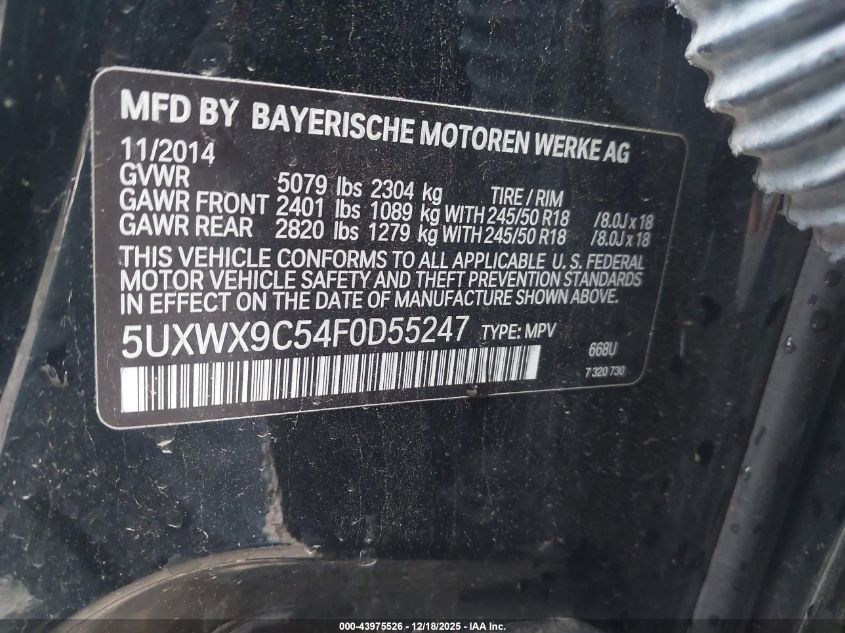 MFD BY BAYERISCHE MOTOREN WERKE AG
11/2014
GVWR 5079 lbs 2304 kg TIRE / RIM
GAWR FRONT 2401 lbs 1089 kg WITH 245/50 R18 /8.0J x 18
GAWR REAR 2820 lbs 1279 kg WITH 245/50 R18 /8.0J x 18
THIS VEHICLE CONFORMS TO ALL APPLICABLE U.S. FEDERAL
MOTOR VEHICLE SAFETY AND THEFT PREVENTION STANDARDS
IN EFFECT ON THE DATE OF MANUFACTURE SHOWN ABOVE.
5UXWX9C54F0D55247 TYPE: MPV
668U
7 320 730
000-43975526 - 12/18/2025 - IAA Inc.